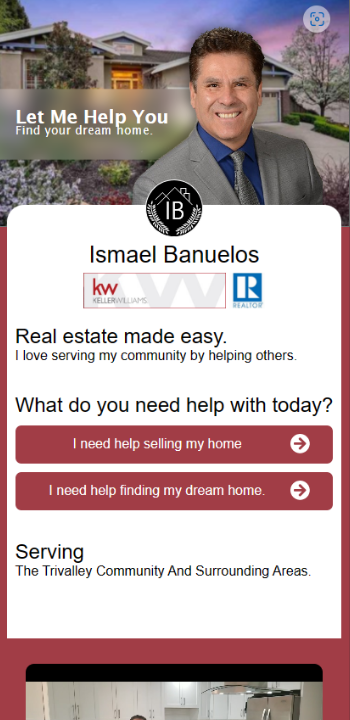 Let Me Help You
Find your dream home.
IB
Ismael Banuelos
kw
KELLERWILLIAMS
R
REALTOR
Real estate made easy.
I love serving my community by helping others.
What do you need help with today?
I need help selling my home
I need help finding my dream home.
Serving
The Trivalley Community And Surrounding Areas.